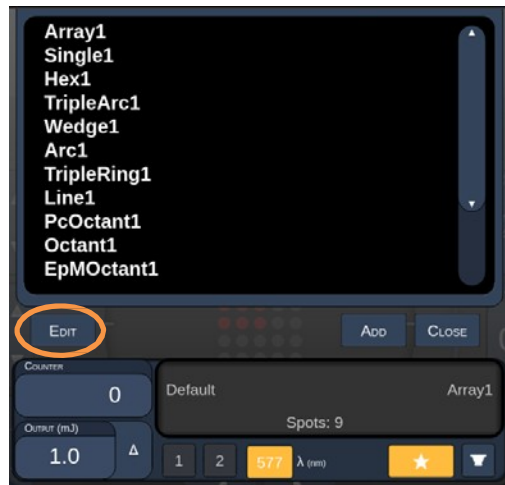 Array1
Single1
Hex1
TripleArc1
Wedge1
Arc1
TripleRing1
Line1
PcOctant1
Octant1
EpMOctant1
EDIT
ADD
CLOSE
COUNTER
0
Default
Array1
Spots: 9
OUTPUT (mJ)
1.0
Δ
1
2
577
λ (nm)